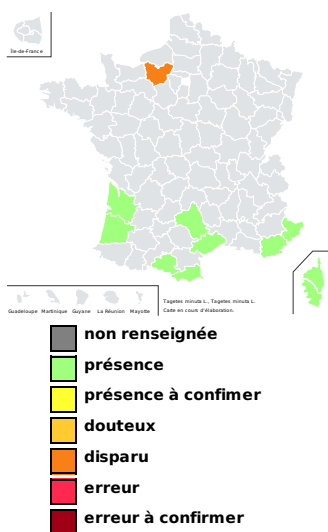 Île-de-France
Guadeloupe Martinique Guyane La Réunion Mayotte
Tagetes minuta L., Tagetes minuta L.
Carte en cours d'élaboration.
non renseignée
présence
présence à confimer
douteux
disparu
erreur
erreur à confirmer